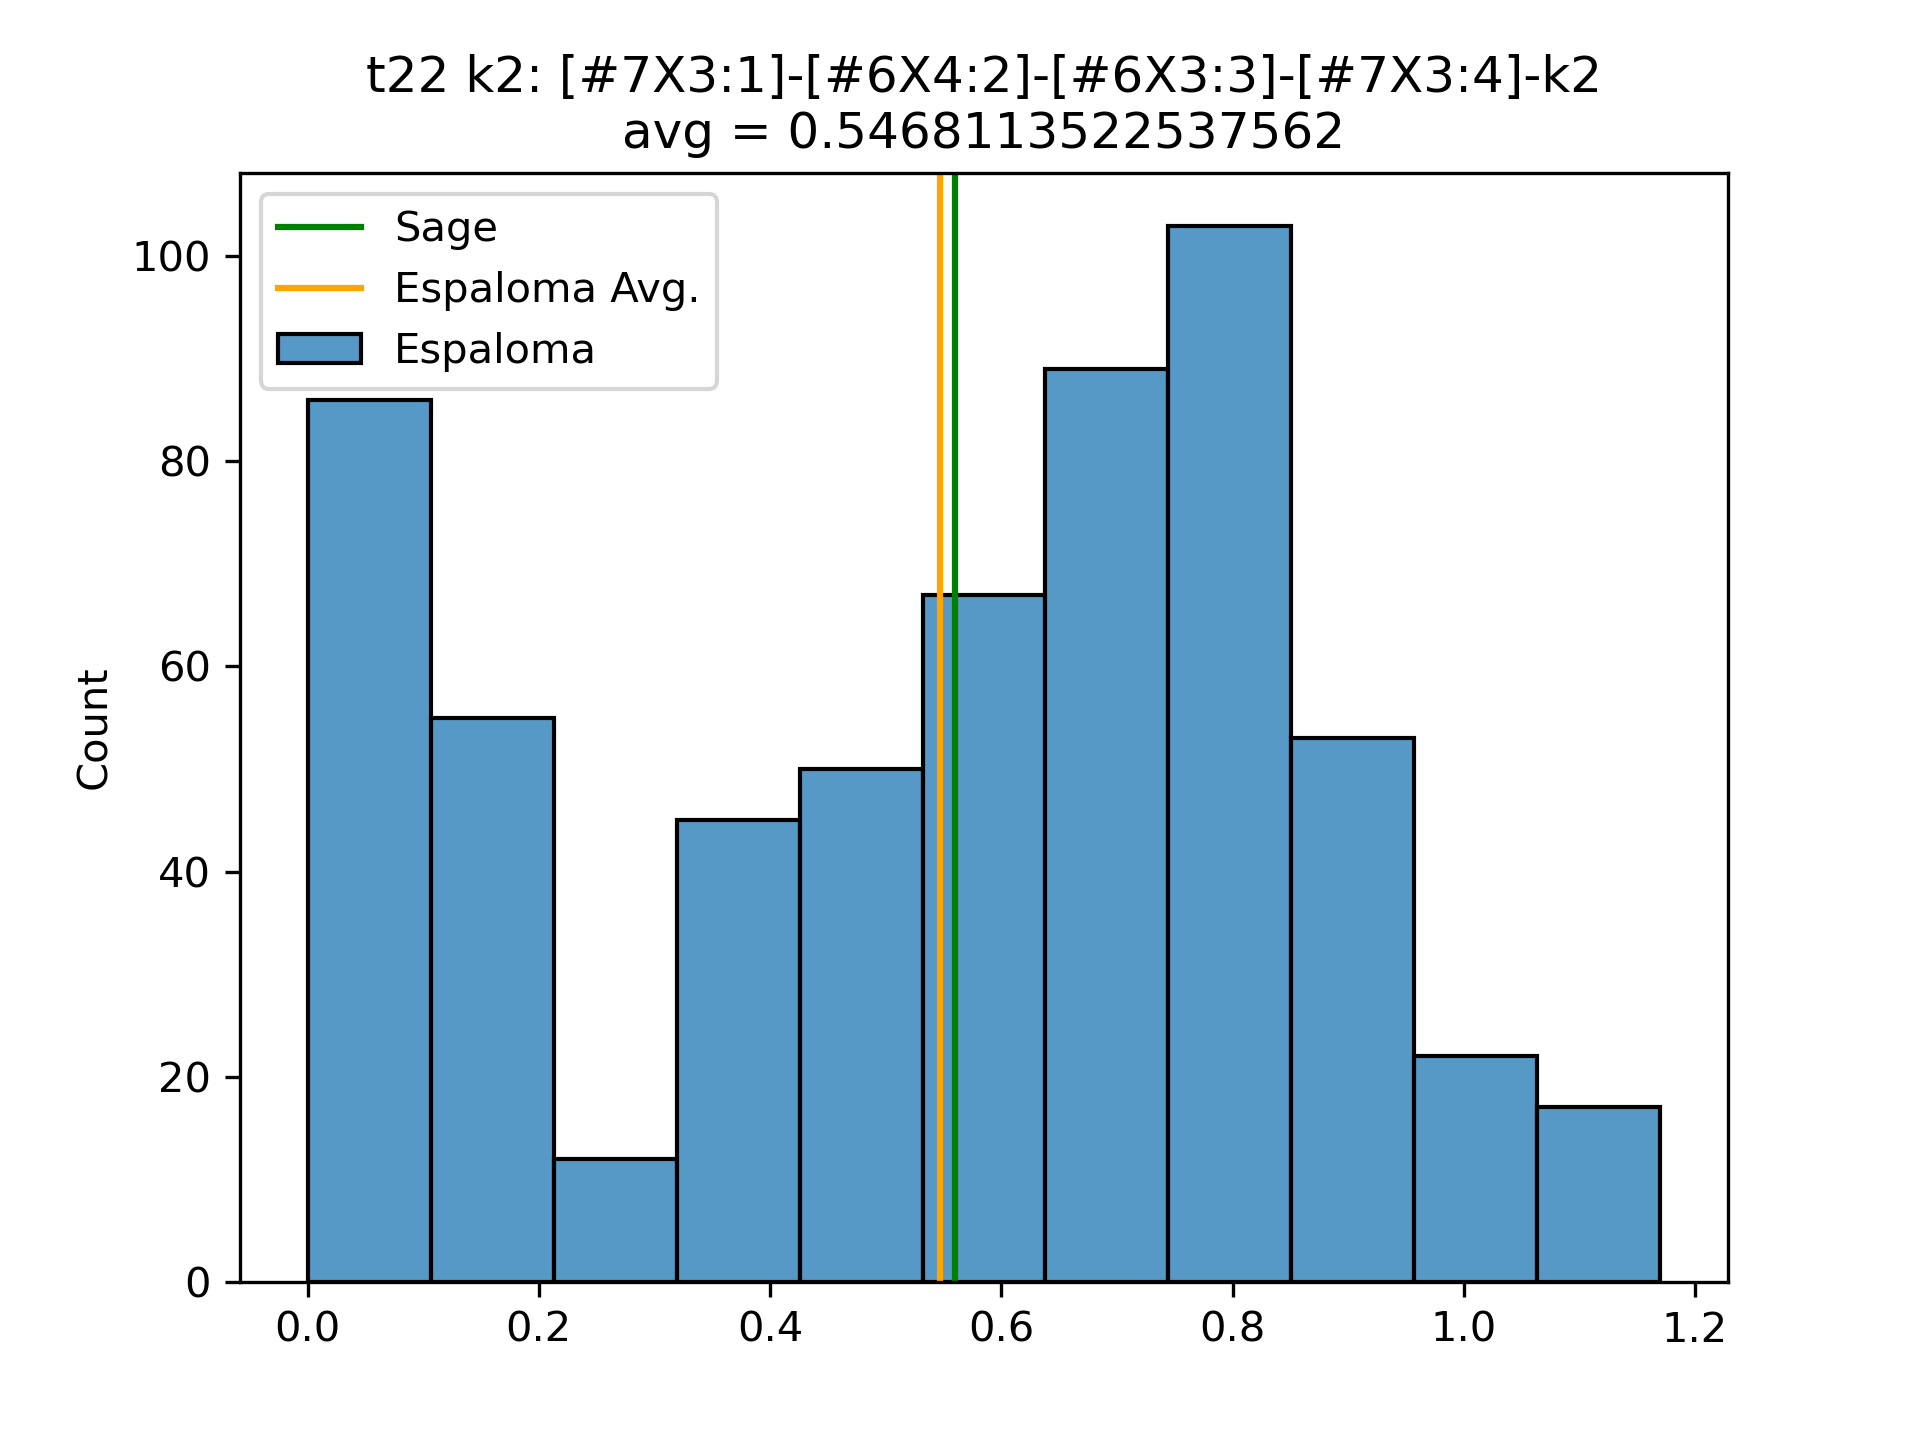 t22 k2: [#7X3:1]-[#6X4:2]-[#6X3:3]-[#7X3:4]-k2
avg = 0.5468113522537562
Sage
Espaloma Avg.
Espaloma
Count
100
80
60
40
20
0
0.0 0.2 0.4 0.6 0.8 1.0 1.2